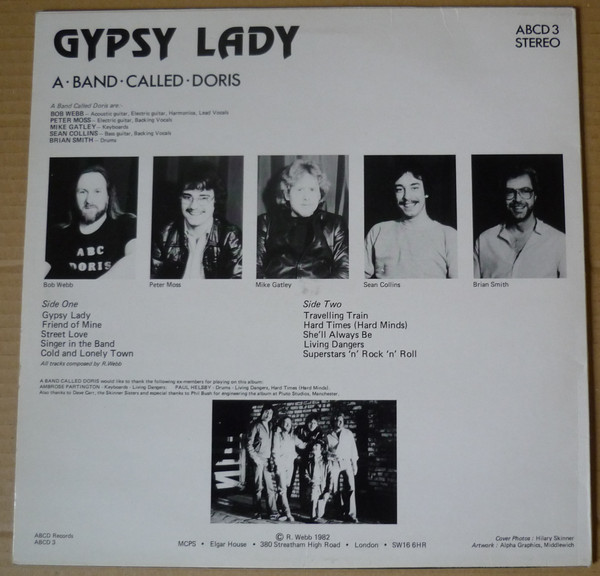 GYPSY LADY
ABCD 3
STEREO
A·BAND·CALLED·DORIS
A Band Called Doris are:-
BOB WEBB – Acoustic guitar, Electric guitar, Harmonica, Lead Vocals
PETER MOSS – Electric guitar, Backing Vocals
MIKE GATLEY – Keyboards
SEAN COLLINS – Bass guitar, Backing Vocals
BRIAN SMITH – Drums
ABC
DORIS
Bob Webb
Peter Moss
Mike Gatley
Sean Collins
Brian Smith
Side One
Gypsy Lady
Friend of Mine
Street Love
Singer in the Band
Cold and Lonely Town
All tracks composed by R.Webb
Side Two
Travelling Train
Hard Times (Hard Minds)
She'll Always Be
Living Dangers
Superstars 'n' Rock 'n' Roll
A BAND CALLED DORIS would like to thank the following ex members for playing on this album:
AMBROSE PARTINGTON - Keyboards - Living Dangers. PAUL HELSBY - Drums - Living Dangers, Hard Times (Hard Minds).
Also thanks to Dave Carr, the Skinner Sisters and especial thanks to Phil Bush for engineering the album at Pluto Studios, Manchester.
ABCD Records
ABCD 3
© R. Webb 1982
MCPS • Elgar House • 380 Streatham High Road • London • SW16 6HR
Cover Photos : Hilary Skinner
Artwork : Alpha Graphics, Middlewich